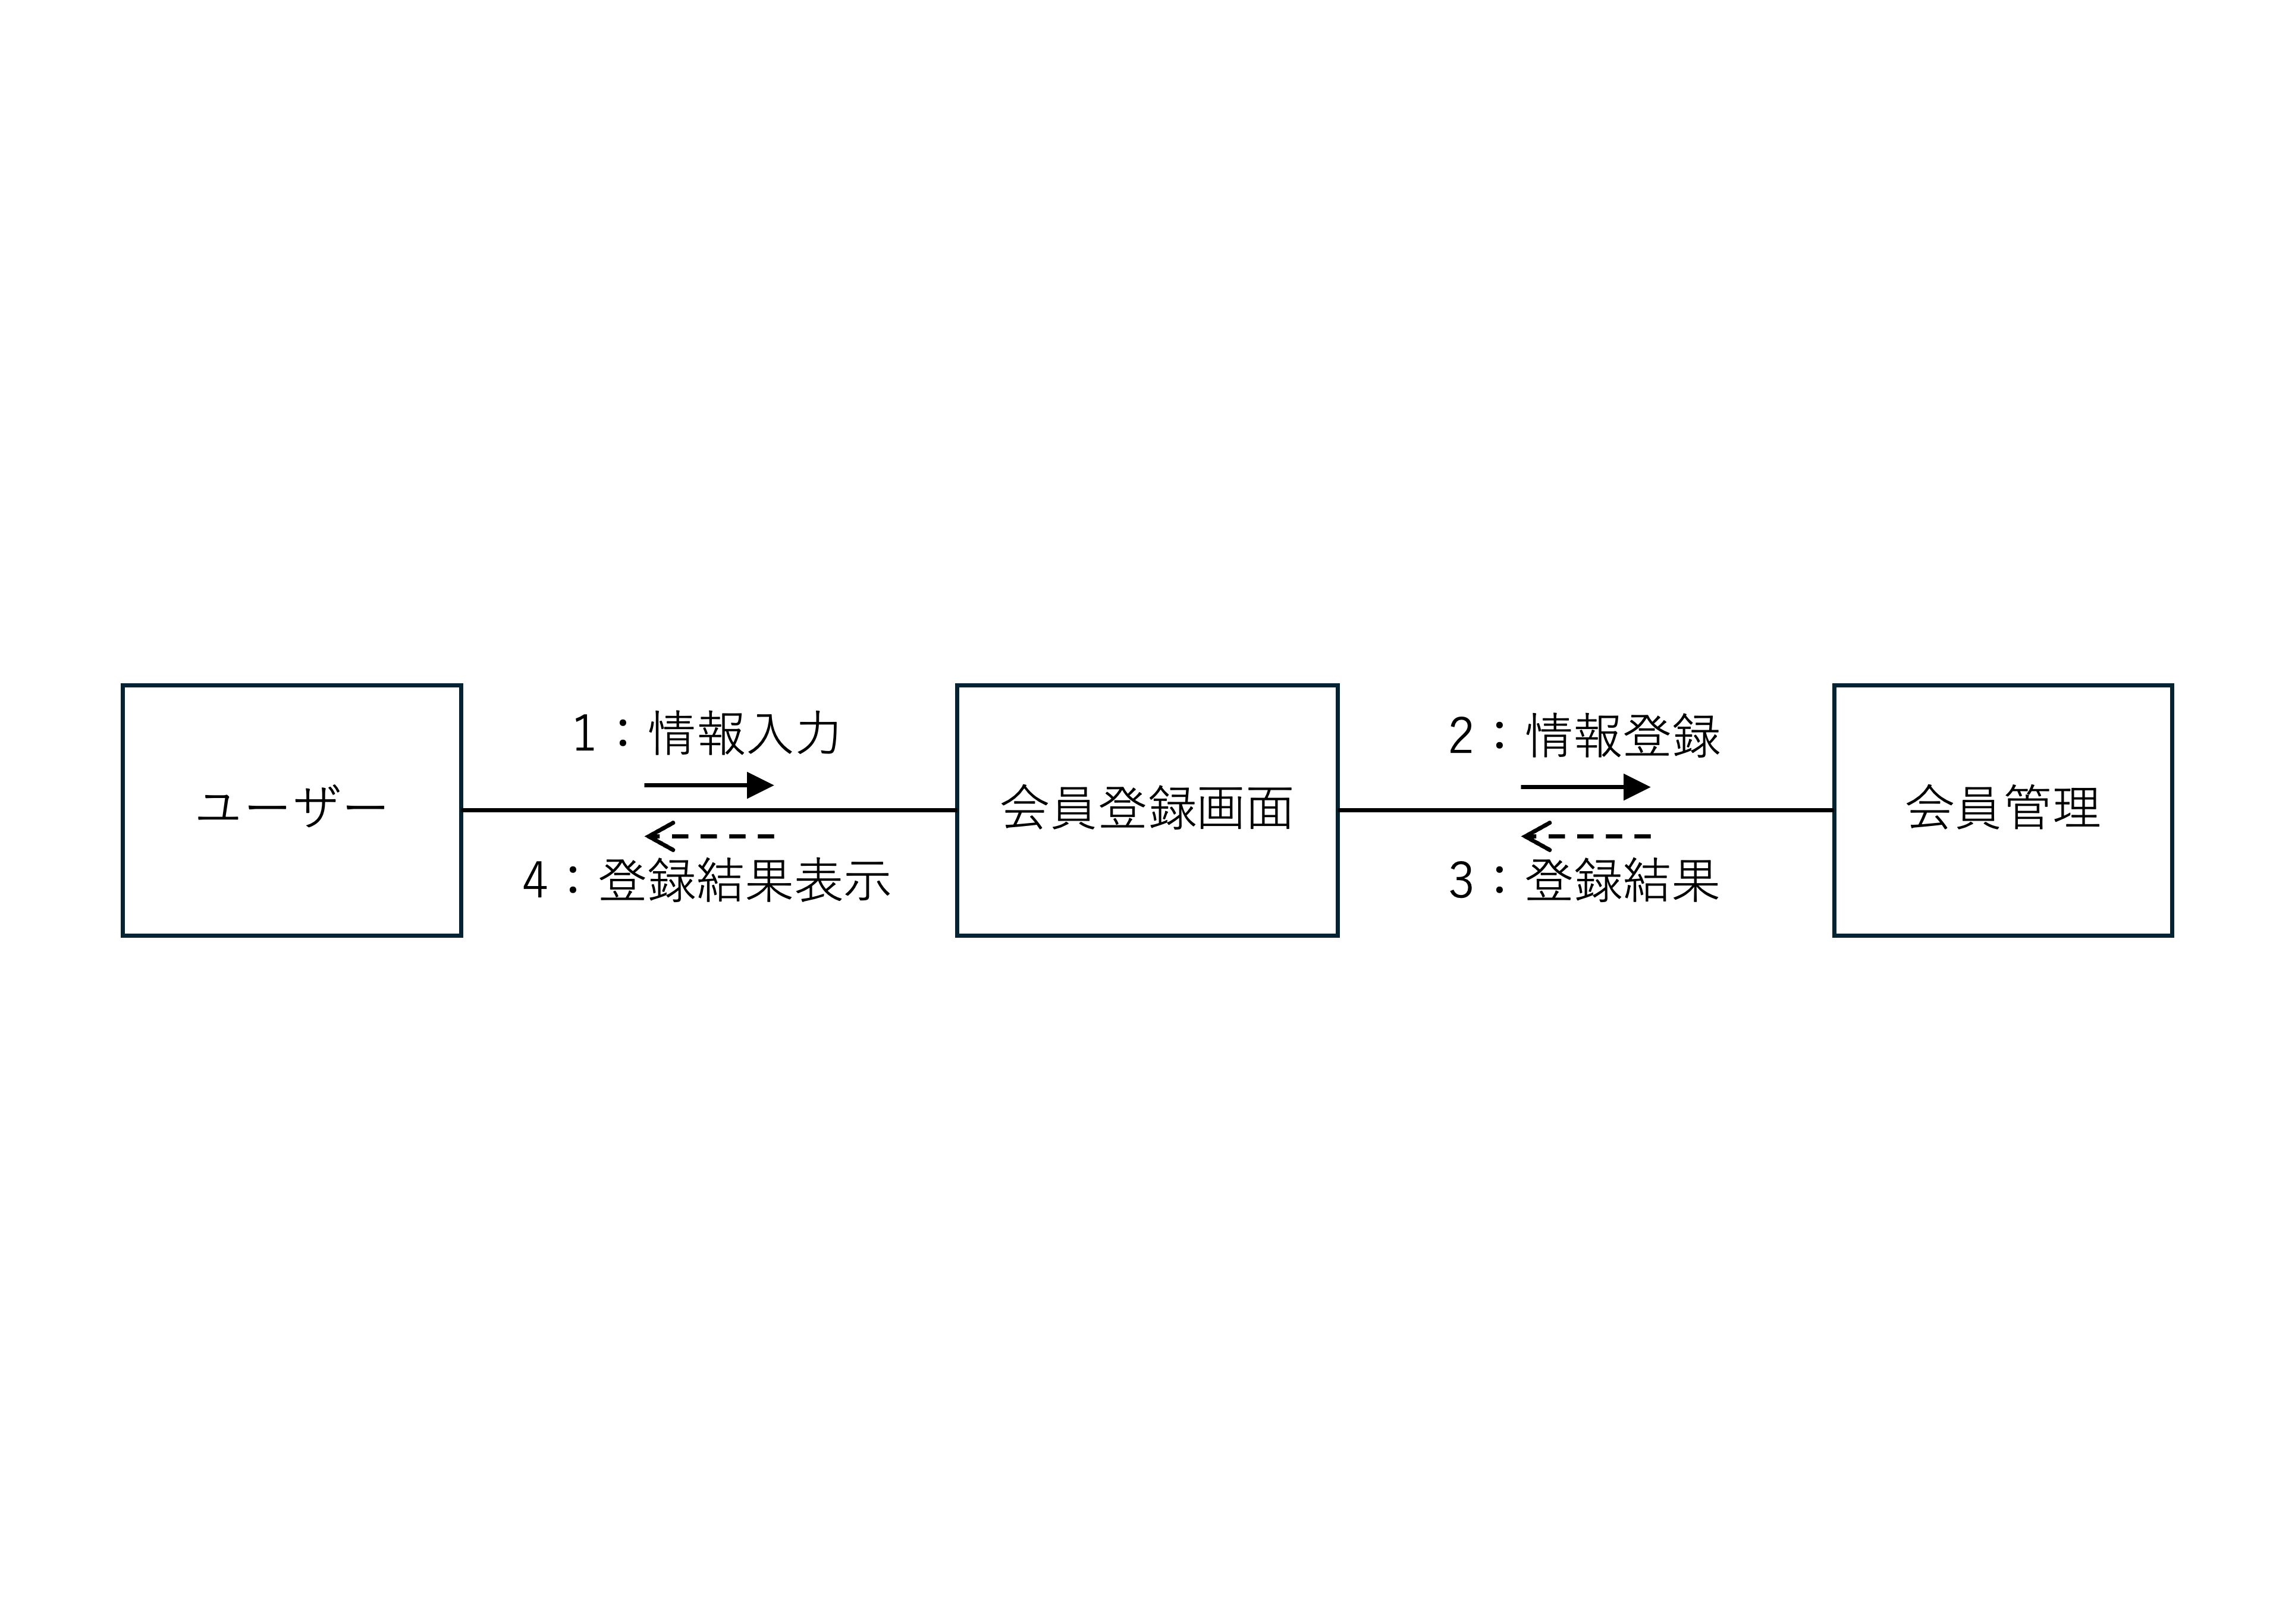 ユーザー
1：情報入力
4：登録結果表示
会員登録画面
2：情報登録
3：登録結果
会員管理